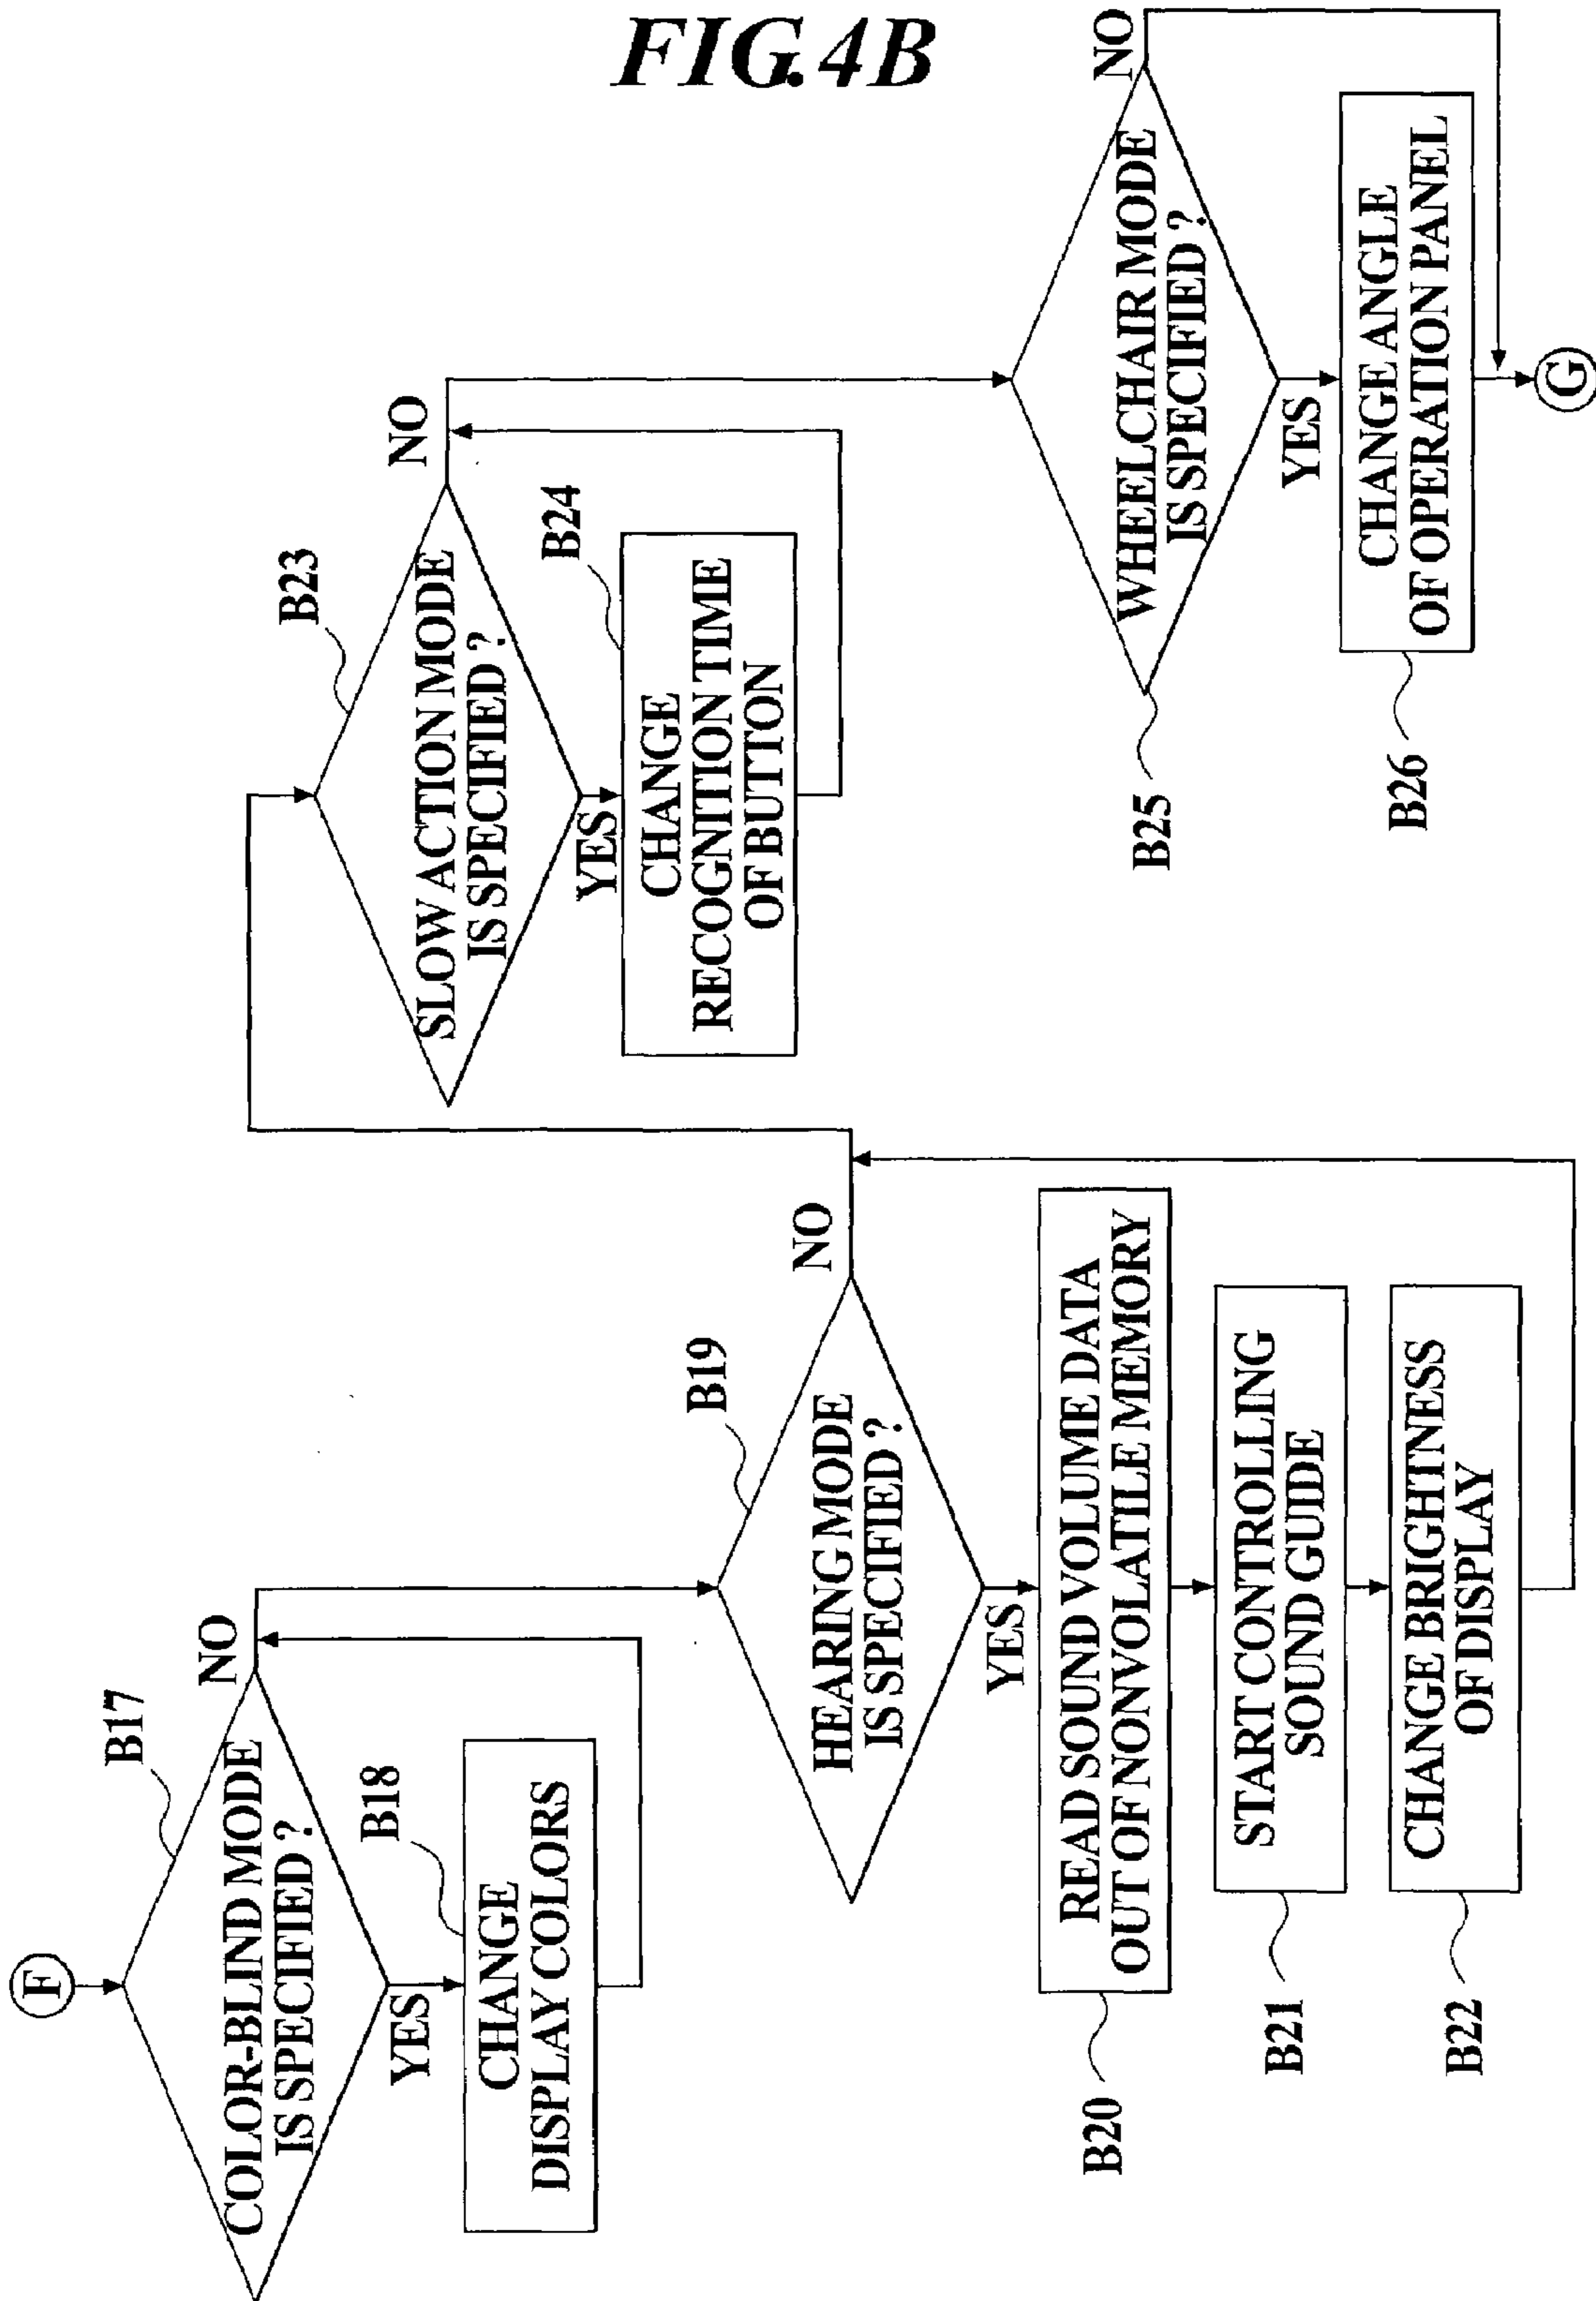 FIG.4B
F
B17
COLOR-BLIND MODE
IS SPECIFIED ?
NO
YES
B18
CHANGE
DISPLAY COLORS
B19
HEARING MODE
IS SPECIFIED ?
NO
YES
B20
READ SOUND VOLUME DATA
OUT OF NONVOLATILE MEMORY
B21
START CONTROLLING
SOUND GUIDE
B22
CHANGE BRIGHTNESS
OF DISPLAY
B23
SLOW ACTION MODE
IS SPECIFIED ?
NO
YES
B24
CHANGE
RECOGNITION TIME
OF BUTTON
B25
WHEELCHAIR MODE
IS SPECIFIED ?
NO
YES
B26
CHANGE ANGLE
OF OPERATION PANEL
G